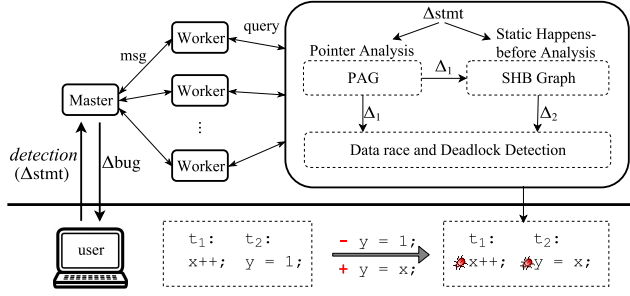 Δstmt
Worker
query
Pointer Analysis
Static Happens-
before Analysis
msg
PAG
Δ₁
SHB Graph
Worker
Master
Δ₁
Δ₂
⋮
Data race and Deadlock Detection
Worker
detection
(Δstmt)
Δbug
user
t₁: t₂:
x++; y = 1;
- y = 1;
+ y = x;
t₁: t₂:
x++; y = x;